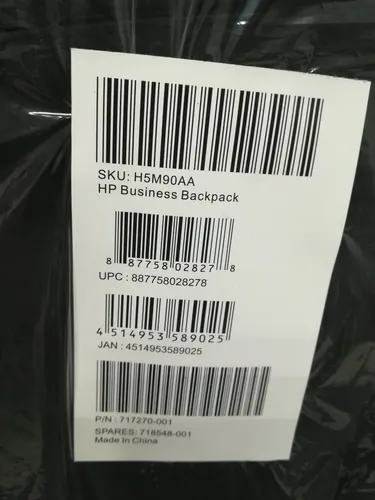 SKU: H5M90AA
HP Business Backpack
8 87758 02827 8
UPC : 887758028278
4 514953 589025
JAN : 4514953589025
P/N : 717270-001
SPARES: 718548-001
Made In China